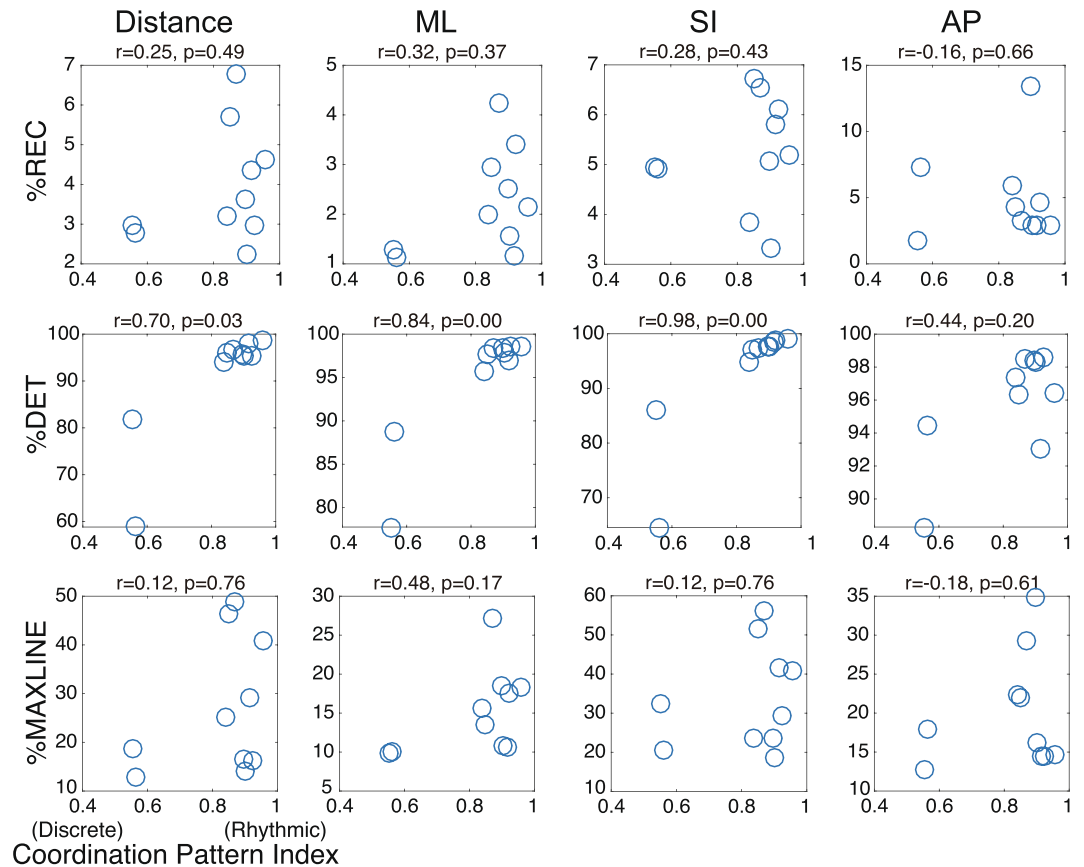 Distance ML SI AP
r=0.25, p=0.49 r=0.32, p=0.37 r=0.28, p=0.43 r=-0.16, p=0.66
%REC
7 6 5 4 3 2
0.4 0.6 0.8 1
5 4 3 2 1
0.4 0.6 0.8 1
7 6 5 4 3
0.4 0.6 0.8 1
15 10 5 0
0.4 0.6 0.8 1
r=0.70, p=0.03 r=0.84, p=0.00 r=0.98, p=0.00 r=0.44, p=0.20
%DET
100 90 80 70 60
0.4 0.6 0.8 1
100 95 90 85 80
0.4 0.6 0.8 1
100 90 80 70
0.4 0.6 0.8 1
100 98 96 94 92 90
0.4 0.6 0.8 1
r=0.12, p=0.76 r=0.48, p=0.17 r=0.12, p=0.76 r=-0.18, p=0.61
%MAXLINE
50 40 30 20 10
0.4 0.6 0.8 1
30 25 20 15 10 5
0.4 0.6 0.8 1
60 50 40 30 20 10
0.4 0.6 0.8 1
35 30 25 20 15 10
0.4 0.6 0.8 1
(Discrete) (Rhythmic)
Coordination Pattern Index